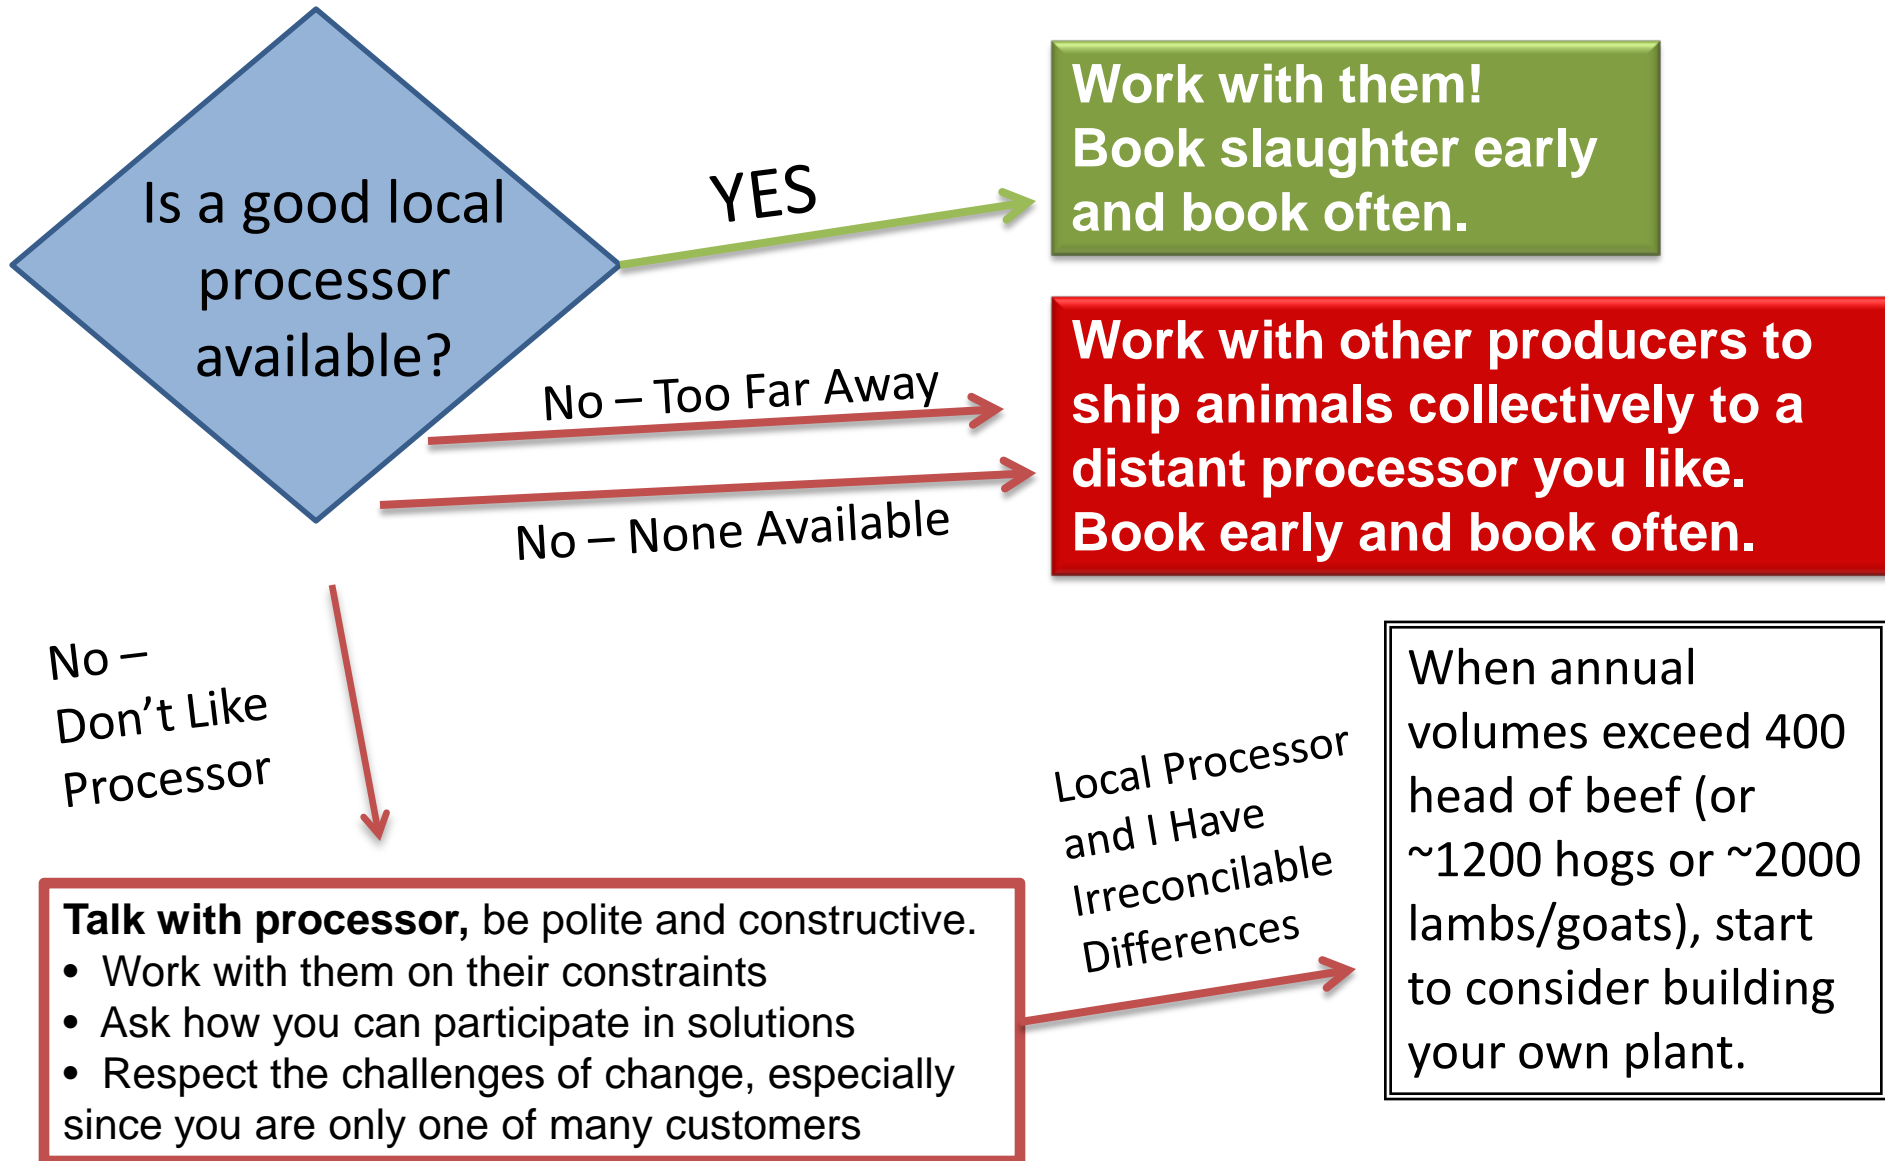 Is a good local
processor
available?
YES
Work with them!
Book slaughter early
and book often.
No – Too Far Away
No – None Available
Work with other producers to
ship animals collectively to a
distant processor you like.
Book early and book often.
No –
Don’t Like
Processor
Talk with processor, be polite and constructive.
• Work with them on their constraints
• Ask how you can participate in solutions
• Respect the challenges of change, especially
since you are only one of many customers
Local Processor
and I Have
Irreconcilable
Differences
When annual
volumes exceed 400
head of beef (or
~1200 hogs or ~2000
lambs/goats), start
to consider building
your own plant.